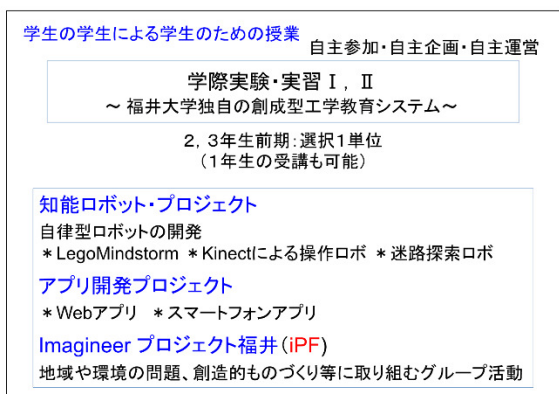 学生の学生による学生のための授業
自主参加・自主企画・自主運営
学際実験・実習Ⅰ，Ⅱ
～ 福井大学独自の創成型工学教育システム～
２，３年生前期：選択１単位
（１年生の受講も可能）
知能ロボット・プロジェクト
自律型ロボットの開発
＊LegoMindstorm ＊Kinectによる操作ロボ ＊迷路探索ロボ
アプリ開発プロジェクト
＊Webアプリ ＊スマートフォンアプリ
Imagineer プロジェクト福井（iPF）
地域や環境の問題、創造的ものづくり等に取り組むグループ活動